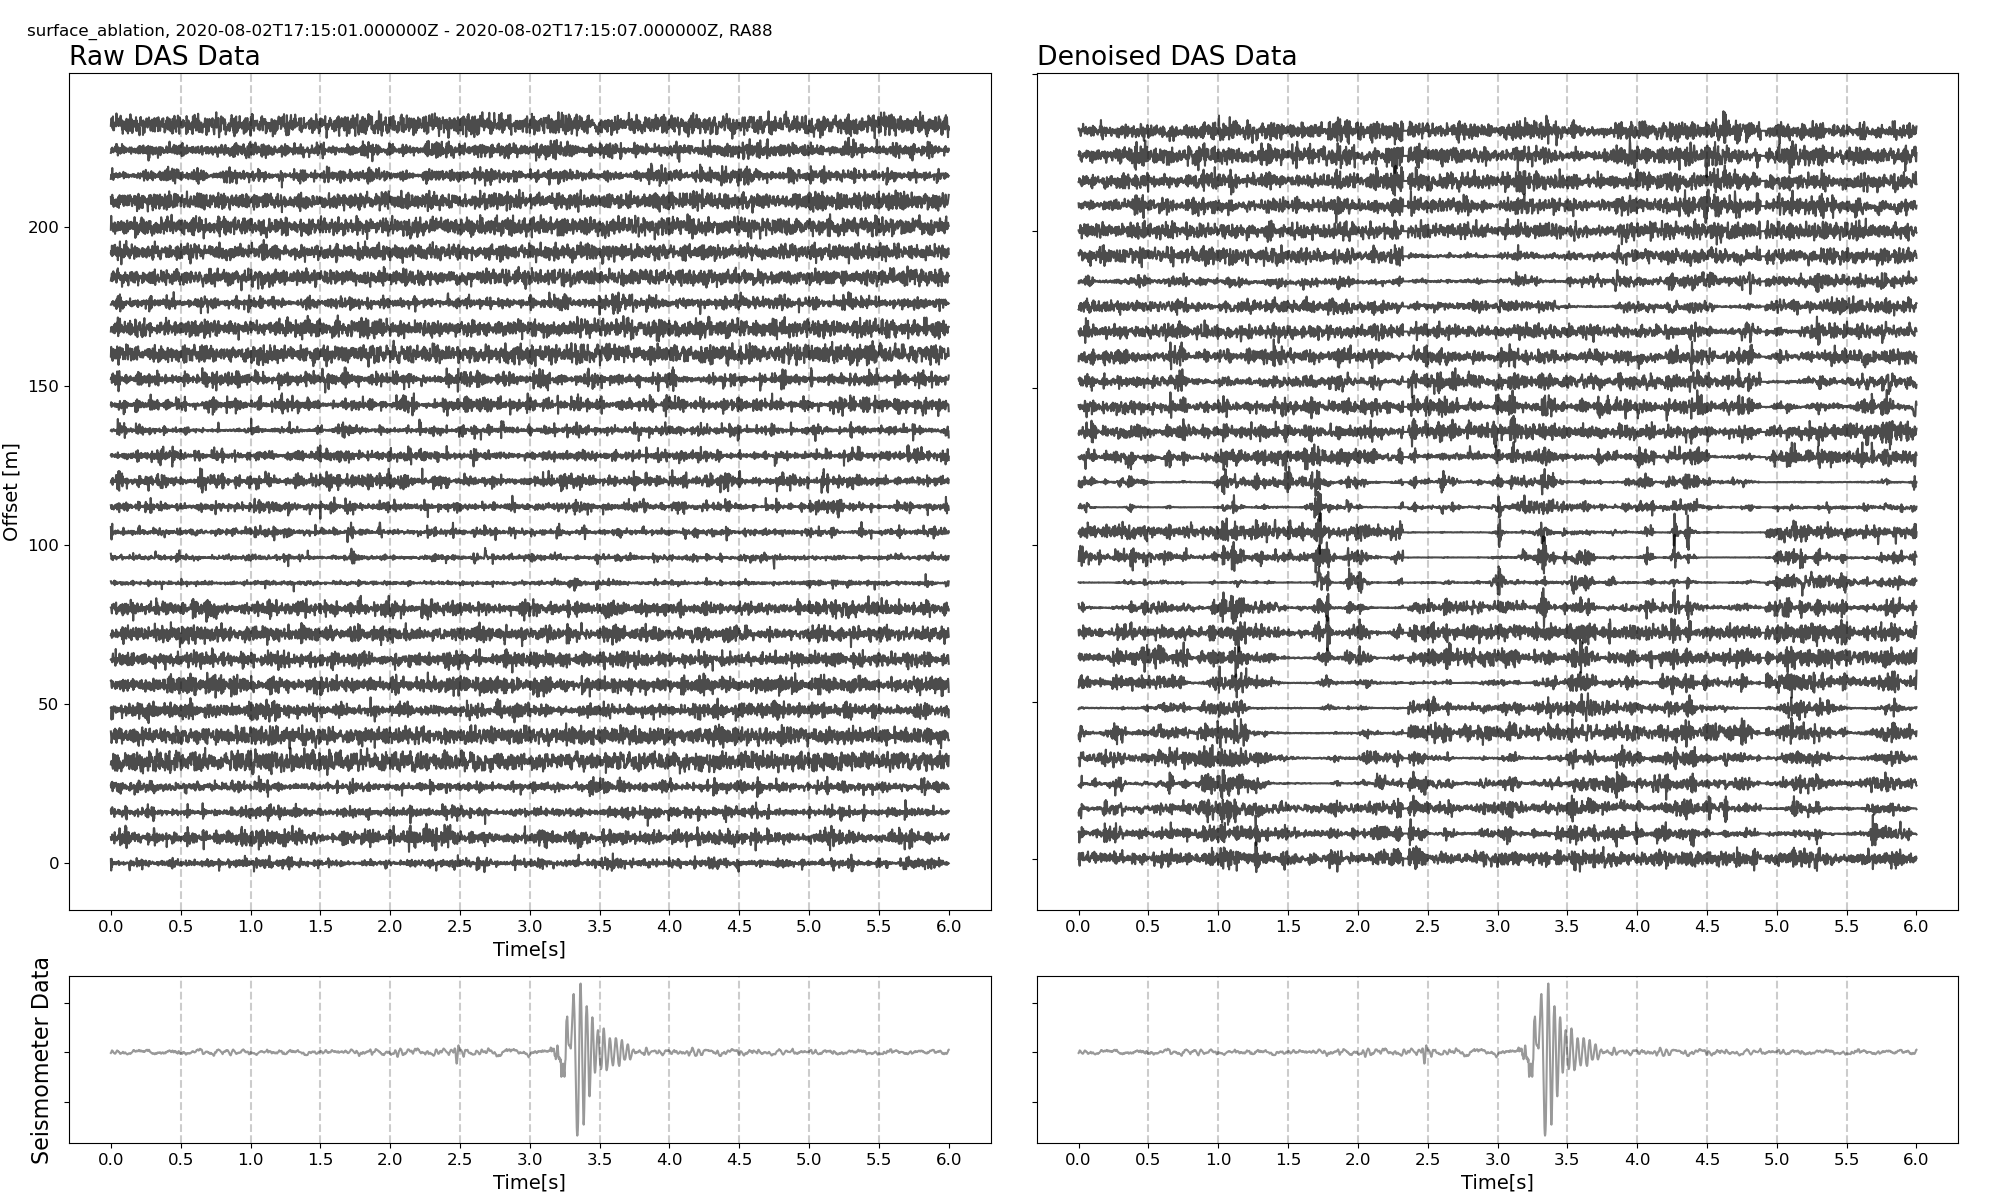 surface_ablation, 2020-08-02T17:15:01.000000Z - 2020-08-02T17:15:07.000000Z, RA88
Raw DAS Data
Denoised DAS Data
Offset [m]
200
150
100
50
0
0.0 0.5 1.0 1.5 2.0 2.5 3.0 3.5 4.0 4.5 5.0 5.5 6.0
Time[s]
0.0 0.5 1.0 1.5 2.0 2.5 3.0 3.5 4.0 4.5 5.0 5.5 6.0
Seismometer Data
0.0 0.5 1.0 1.5 2.0 2.5 3.0 3.5 4.0 4.5 5.0 5.5 6.0
Time[s]
0.0 0.5 1.0 1.5 2.0 2.5 3.0 3.5 4.0 4.5 5.0 5.5 6.0
Time[s]